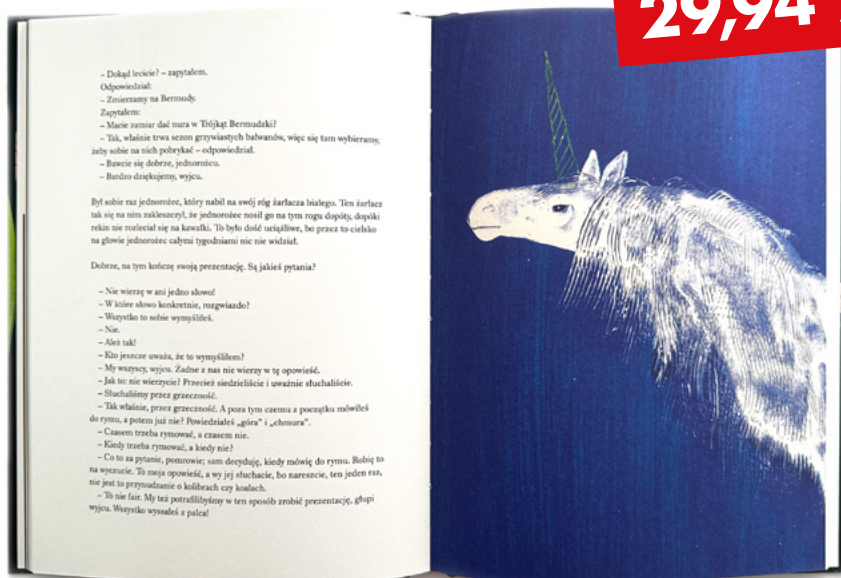 29,94
– Dokąd lecicie? – zapytałem.
Odpowiedział:
– Zmierzamy na Bermudy.
Zapytałem:
– Macie zamiar dać nura w Trójkąt Bermudzki?
– Tak, właśnie trwa sezon grzywiastych bałwanów, więc się tam wybieramy,
żeby sobie na nich pobrykać – odpowiedział.
– Bawcie się dobrze, jednorożcu.
– Bardzo dziękujemy, wyjcu.
Był sobie raz jednorożec, który nabił na swój róg żarłacza białego. Ten żarłacz
tak się na nim zakleszczył, że jednorożec nosił go na tym rogu dopóty, dopóki
rekin nie rozleciał się na kawałki. To było dość uciążliwe, bo przez to cielsko
na głowie jednorożec całymi tygodniami nic nie widział.
Dobrze, na tym kończę swoją prezentację. Są jakieś pytania?
– Nie wierzę w ani jedno słowo!
– W które słowo konkretnie, rozgwiazdo?
– Wszystko to sobie wymyśliłeś.
– Nie.
– Ależ tak!
– Kto jeszcze uważa, że to wymyśliłem?
– My wszyscy, wyjcu. Żadne z nas nie wierzy w tę opowieść.
– Jak to: nie wierzycie? Przecież siedzieliście i uważnie słuchaliście.
– Słuchaliśmy przez grzeczność.
– Tak właśnie, przez grzeczność. A poza tym czemu z początku mówiłeś
do rymu, a potem już nie? Powiedziałeś „góra” i „chmura”.
– Czasem trzeba rymować, a czasem nie.
– Kiedy trzeba rymować, a kiedy nie?
– Co to za pytanie, pomrowie; sam decyduję, kiedy mówię do rymu. Robię to
na wyczucie. To moja opowieść, a wy jej słuchacie, bo nareszcie, ten jeden raz,
nie jest to przynudzanie o kolibrach czy koalach.
– To nie fair. My też potrafilibyśmy w ten sposób zrobić prezentację, głupi
wyjcu. Wszystko wyssałeś z palca!